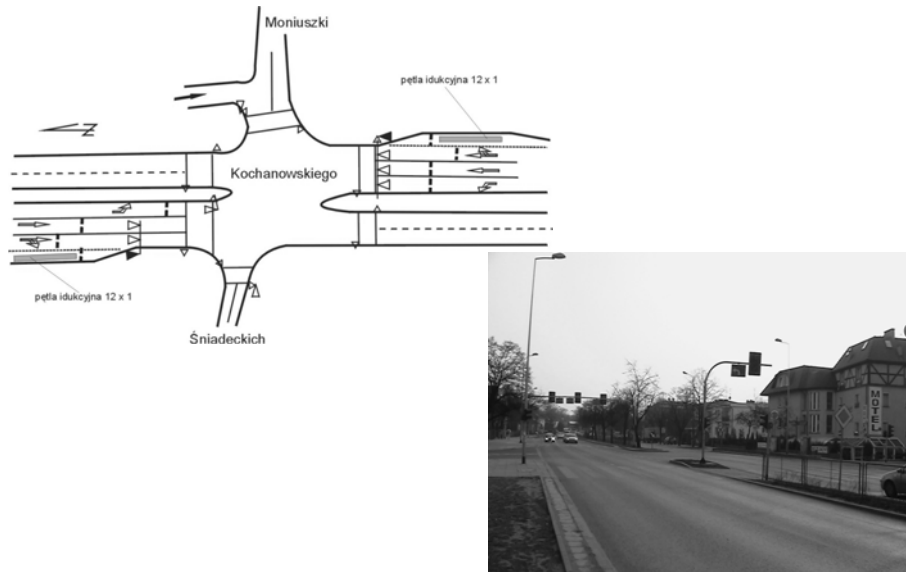 Moniuszki
pętla idukcyjna 12 x 1
N
Kochanowskiego
pętla idukcyjna 12 x 1
Śniadeckich
MOTEL